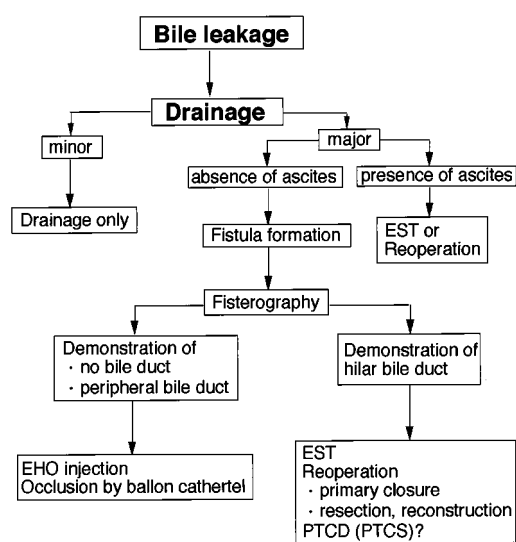 Bile leakage
Drainage
minor
major
absence of ascites
presence of ascites
Drainage only
Fistula formation
EST or
Reoperation
Fisterography
Demonstration of
· no bile duct
· peripheral bile duct
Demonstration of
hilar bile duct
EHO injection
Occlusion by ballon cathertel
EST
Reoperation
· primary closure
· resection, reconstruction
PTCD (PTCS)?